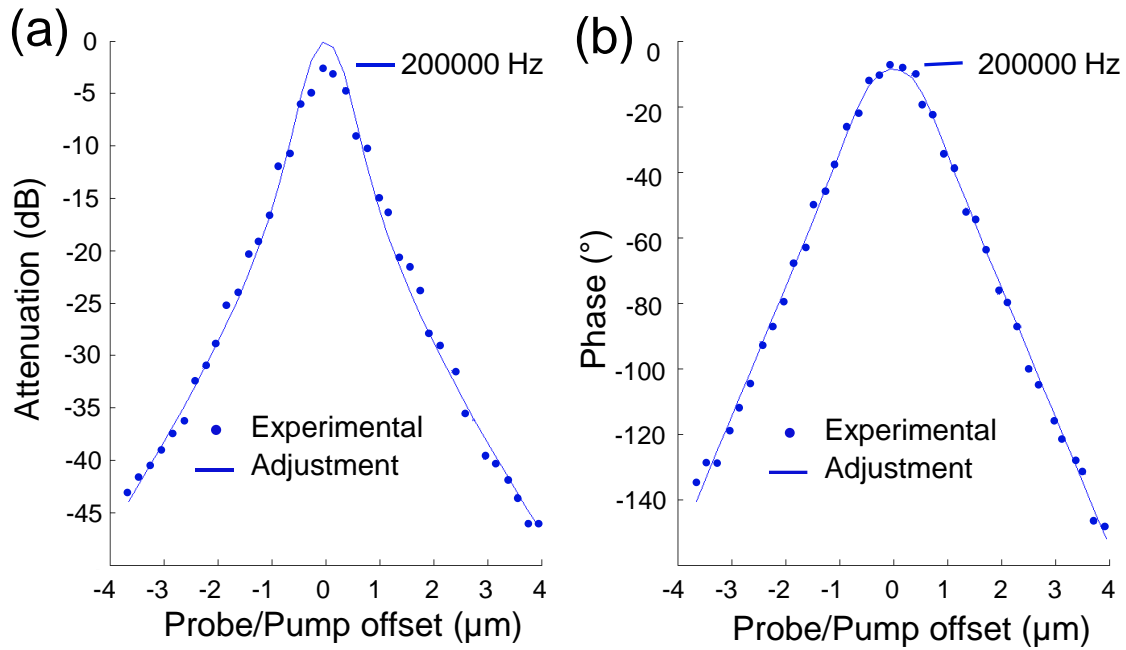 (a)
0
-5
-10
-15
-20
-25
-30
-35
-40
-45
Attenuation (dB)
200000 Hz
Experimental
Adjustment
-4 -3 -2 -1 0 1 2 3 4
Probe/Pump offset (µm)
(b)
0
-20
-40
-60
-80
-100
-120
-140
Phase (°)
200000 Hz
Experimental
Adjustment
-4 -3 -2 -1 0 1 2 3 4
Probe/Pump offset (µm)